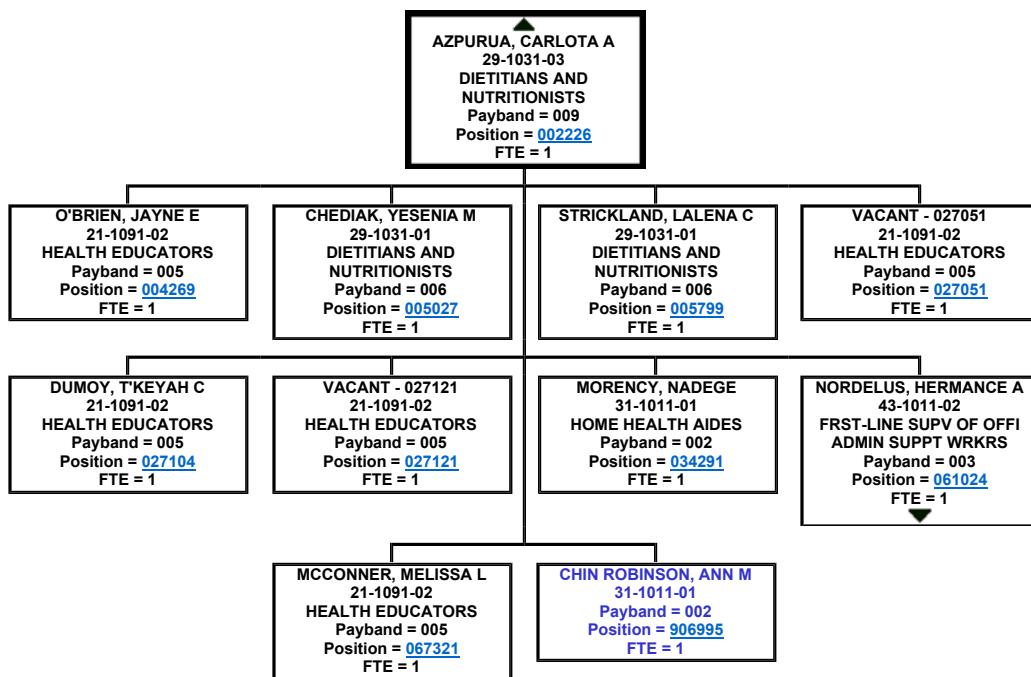 AZPURUA, CARLOTA A
29-1031-03
DIETITIANS AND
NUTRITIONISTS
Payband = 009
Position = 002226
FTE = 1
O'BRIEN, JAYNE E
21-1091-02
HEALTH EDUCATORS
Payband = 005
Position = 004269
FTE = 1
CHEDIAK, YESENIA M
29-1031-01
DIETITIANS AND
NUTRITIONISTS
Payband = 006
Position = 005027
FTE = 1
STRICKLAND, LALENA C
29-1031-01
DIETITIANS AND
NUTRITIONISTS
Payband = 006
Position = 005799
FTE = 1
VACANT - 027051
21-1091-02
HEALTH EDUCATORS
Payband = 005
Position = 027051
FTE = 1
DUMOY, T'KEYAH C
21-1091-02
HEALTH EDUCATORS
Payband = 005
Position = 027104
FTE = 1
VACANT - 027121
21-1091-02
HEALTH EDUCATORS
Payband = 005
Position = 027121
FTE = 1
MORENCY, NADEGE
31-1011-01
HOME HEALTH AIDES
Payband = 002
Position = 034291
FTE = 1
NORDELUS, HERMANCE A
43-1011-02
FRST-LINE SUPV OF OFFI
ADMIN SUPPT WRKRS
Payband = 003
Position = 061024
FTE = 1
MCCONNER, MELISSA L
21-1091-02
HEALTH EDUCATORS
Payband = 005
Position = 067321
FTE = 1
CHIN ROBINSON, ANN M
31-1011-01
Payband = 002
Position = 906995
FTE = 1